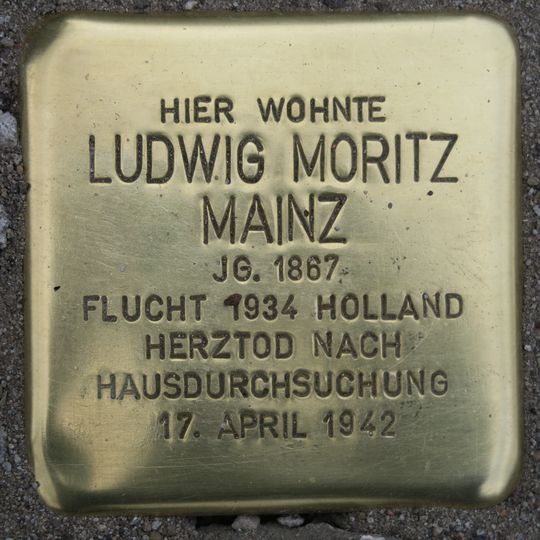 HIER WOHNTE
LUDWIG MORITZ
MAINZ
JG. 1867
FLUCHT 1934 HOLLAND
HERZTOD NACH
HAUSDURCHSUCHUNG
17. APRIL 1942